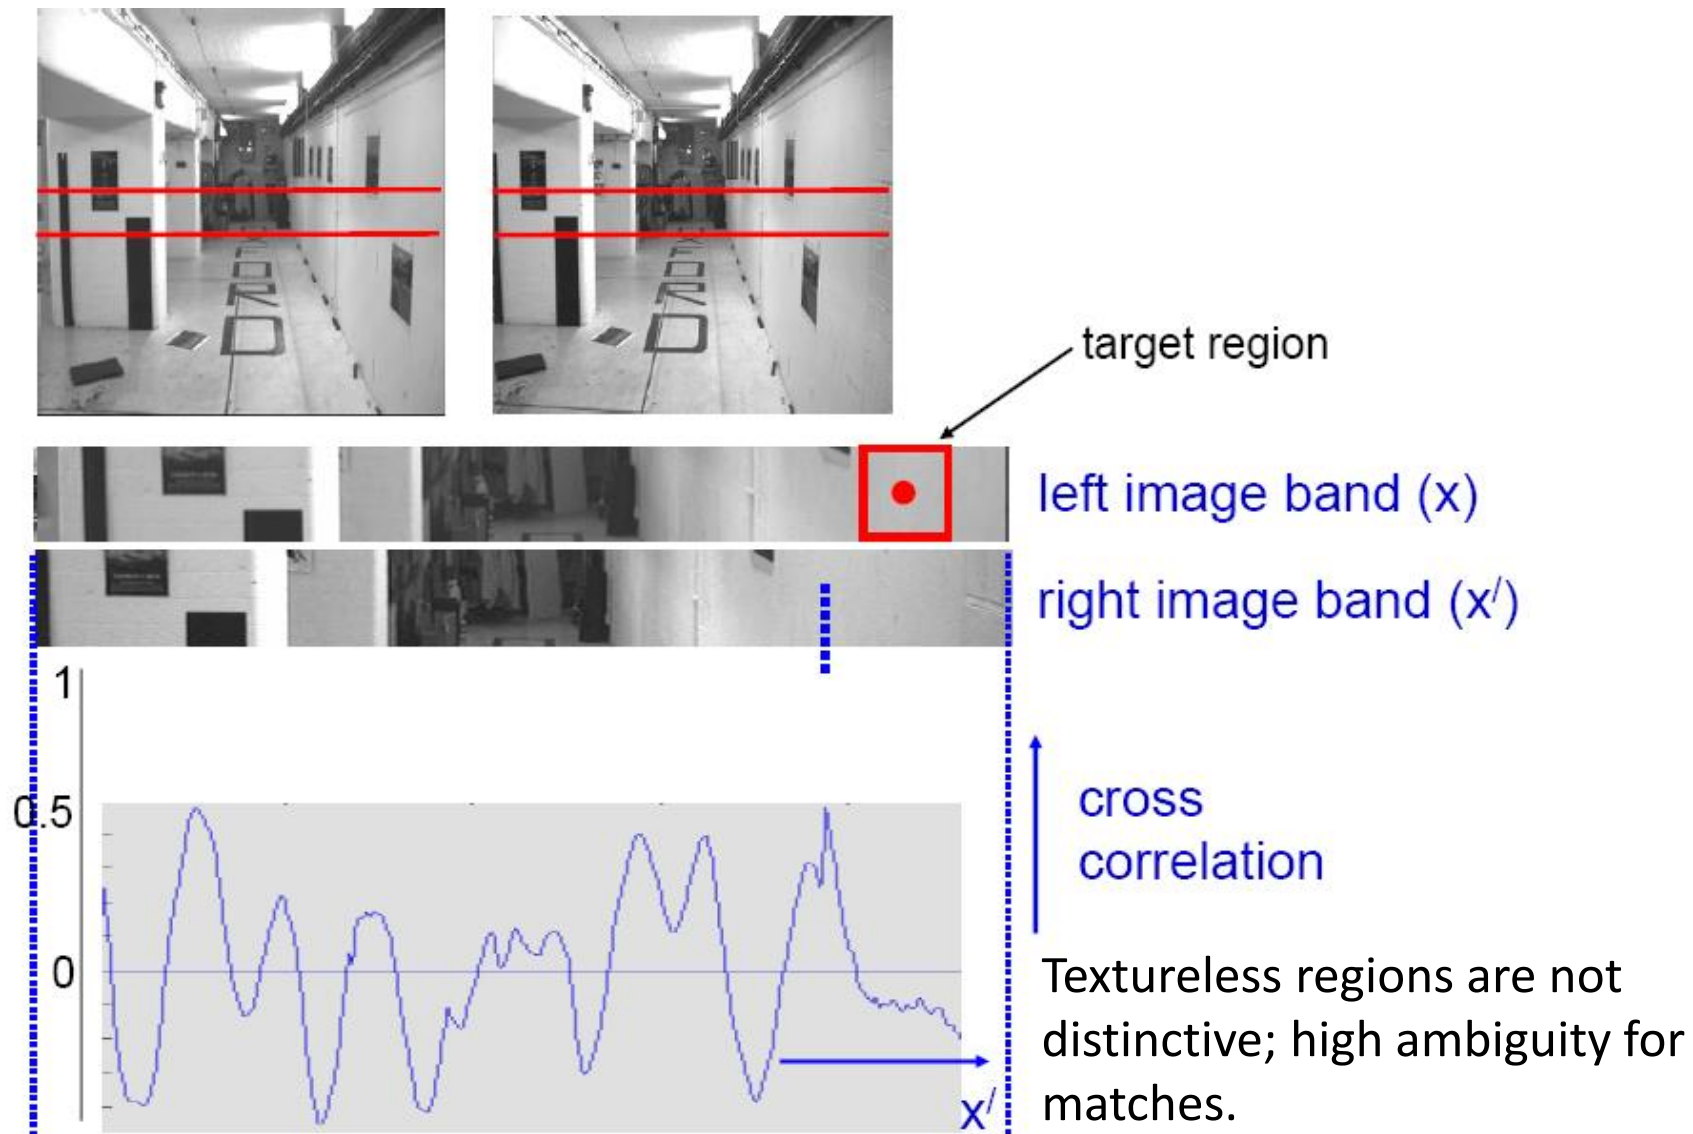 target region
left image band (x)
right image band (x/)
1
0.5
0
cross
correlation
x/
Textureless regions are not
distinctive; high ambiguity for
matches.